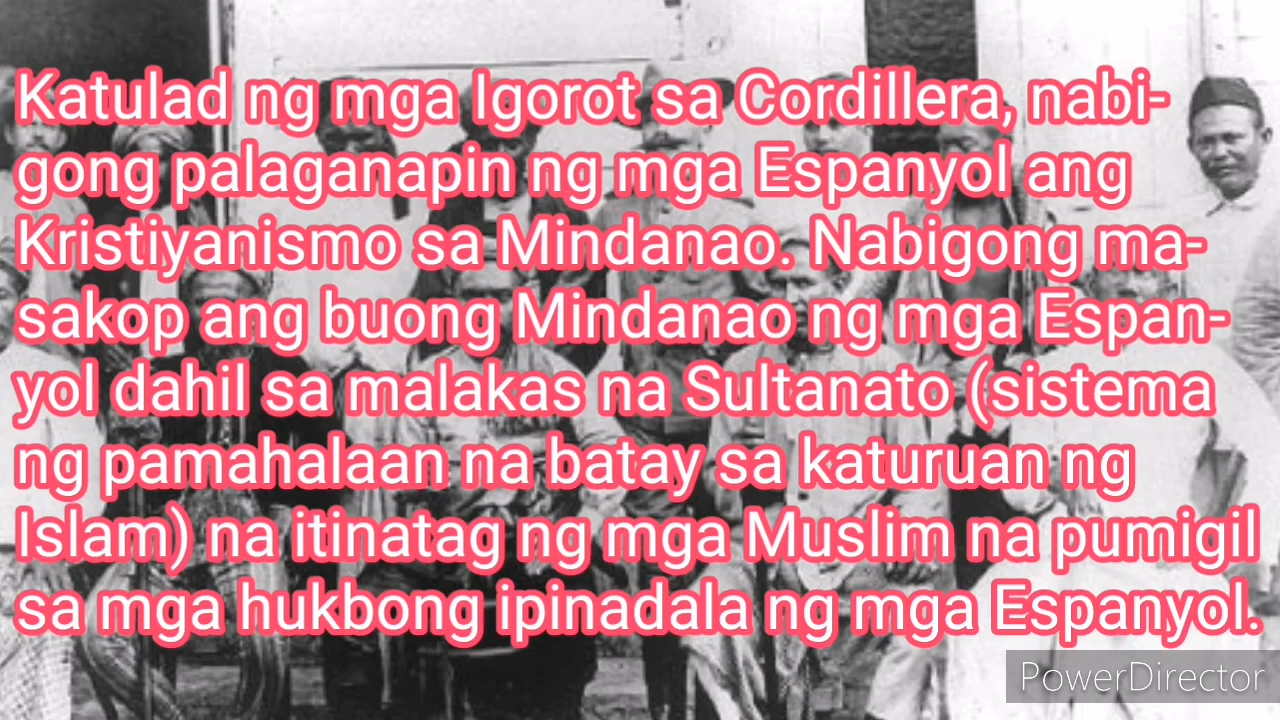 Katulad ng mga Igorot sa Cordillera, nabi-
gong palaganapin ng mga Espanyol ang
Kristiyanismo sa Mindanao. Nabigong ma-
sakop ang buong Mindanao ng mga Espan-
yol dahil sa malakas na Sultanato (sistema
ng pamahalaan na batay sa katuruan ng
Islam) na itinatag ng mga Muslim na pumigil
sa mga hukbong ipinadala ng mga Espanyol.
PowerDirector